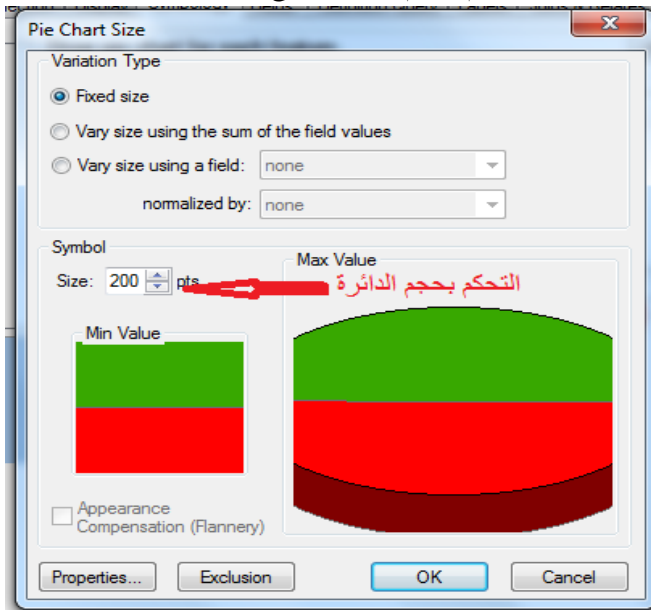 Pie Chart Size
Variation Type
Fixed size
Vary size using the sum of the field values
Vary size using a field: none
normalized by: none
Symbol
Size: 200 pts
التحكم بحجم الدائرة
Max Value
Min Value
Appearance
Compensation (Flannery)
Properties... Exclusion OK Cancel